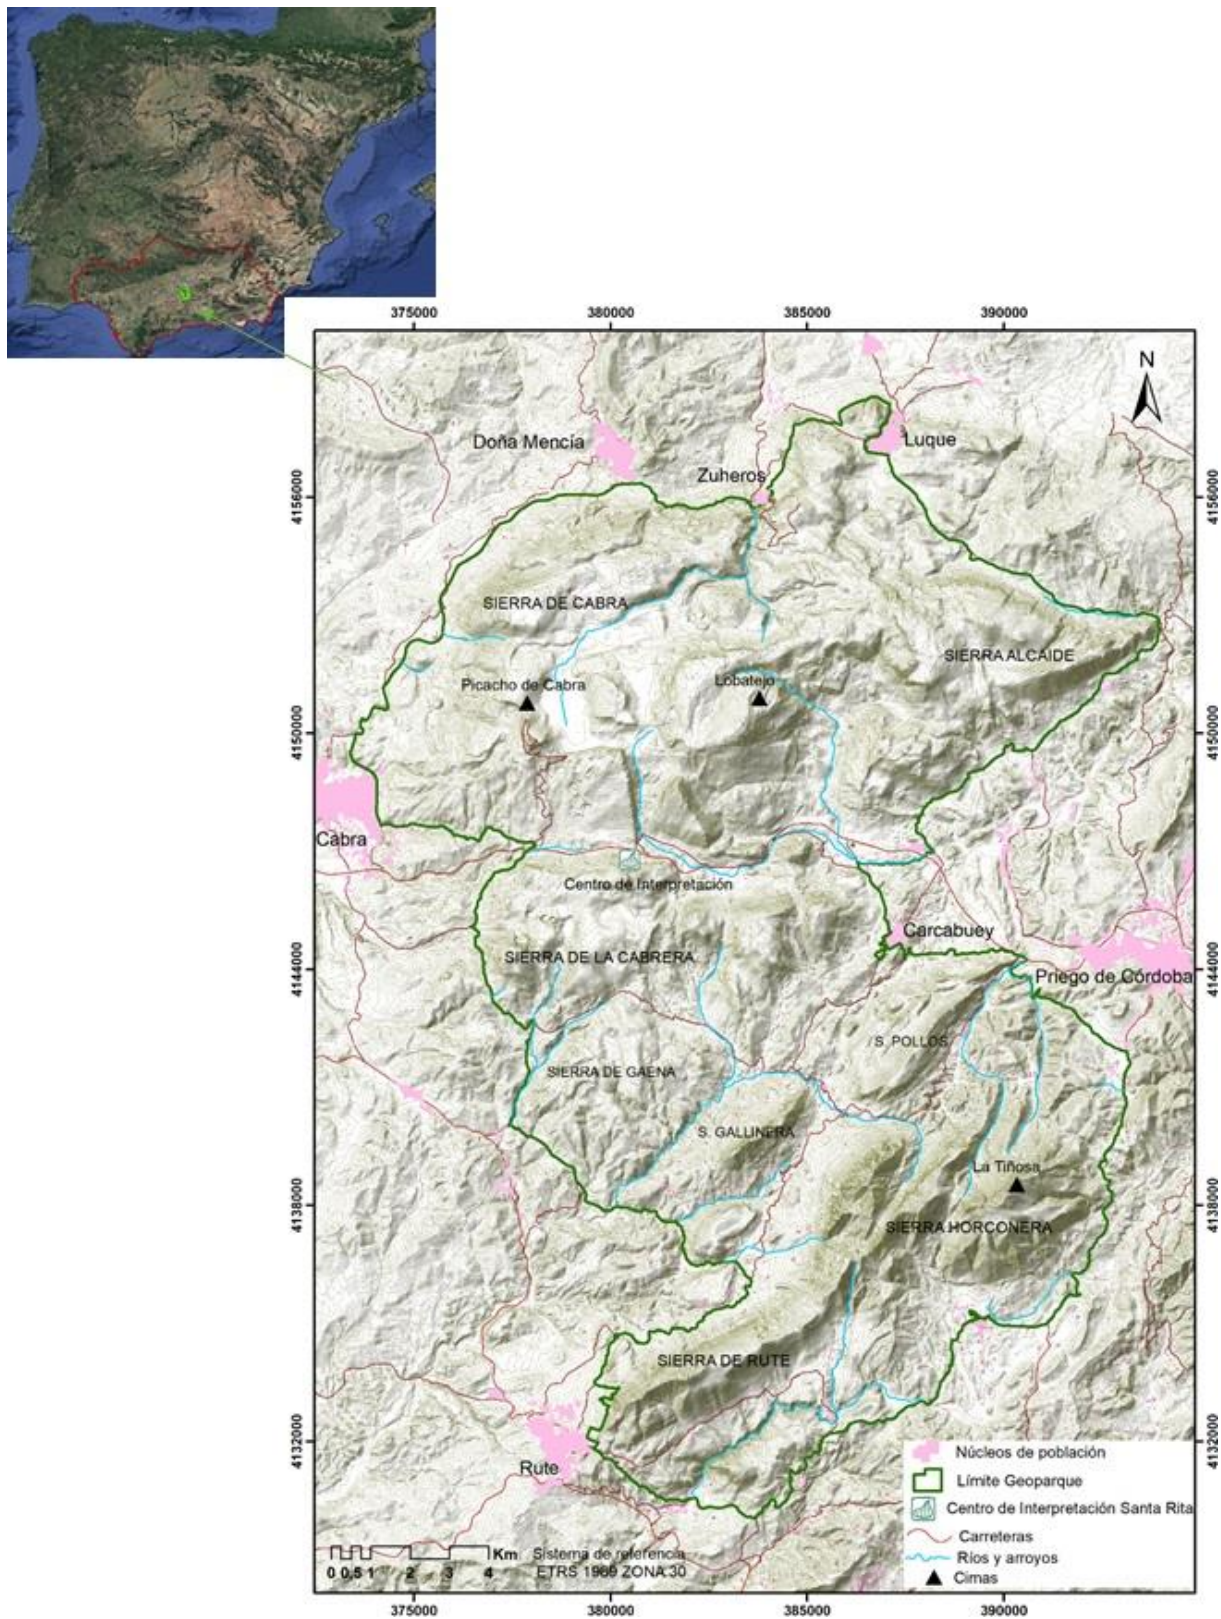 375000 380000 385000 390000
N
Doña Mencía
Luque
Zuheros
4156000
4156000
SIERRA DE CABRA
SIERRA ALCAIDE
Picacho de Cabra
Lobatejo
4150000
4150000
Cabra
Centro de Interpretación
Carcabuey
SIERRA DE LA CABRERA
4144000
4144000
Priego de Córdoba
S. POLLOS
SIERRA DE GAENA
S. GALLINERA
La Tiñosa
4138000
4138000
SIERRA HORCONERA
SIERRA DE RUTE
4132000
4132000
Rute
Núcleos de población
Límite Geoparque
Centro de Interpretación Santa Rita
Carreteras
Ríos y arroyos
Cimas
Km
0 0,5 1 2 3 4
Sistema de referencia
ETRS 1989 ZONA 30
375000 380000 385000 390000